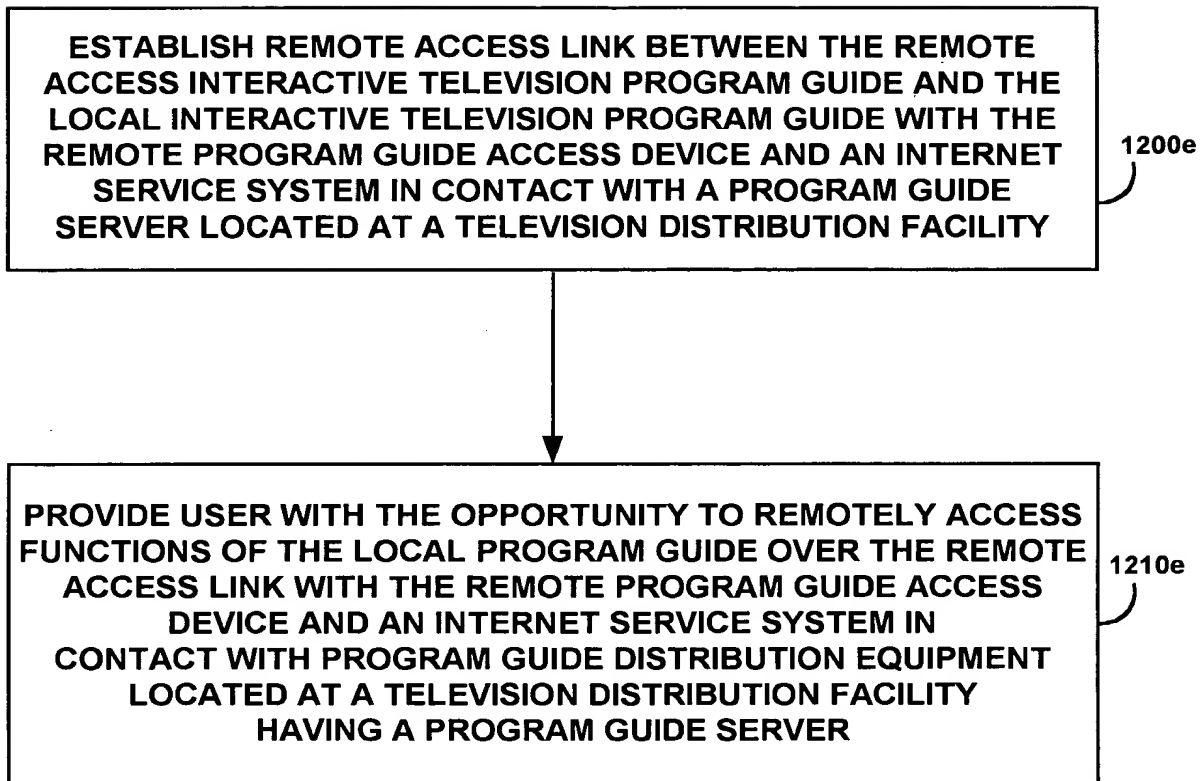 ESTABLISH REMOTE ACCESS LINK BETWEEN THE REMOTE
ACCESS INTERACTIVE TELEVISION PROGRAM GUIDE AND THE
LOCAL INTERACTIVE TELEVISION PROGRAM GUIDE WITH THE
REMOTE PROGRAM GUIDE ACCESS DEVICE AND AN INTERNET
SERVICE SYSTEM IN CONTACT WITH A PROGRAM GUIDE
SERVER LOCATED AT A TELEVISION DISTRIBUTION FACILITY
1200e
PROVIDE USER WITH THE OPPORTUNITY TO REMOTELY ACCESS
FUNCTIONS OF THE LOCAL PROGRAM GUIDE OVER THE REMOTE
ACCESS LINK WITH THE REMOTE PROGRAM GUIDE ACCESS
DEVICE AND AN INTERNET SERVICE SYSTEM IN
CONTACT WITH PROGRAM GUIDE DISTRIBUTION EQUIPMENT
LOCATED AT A TELEVISION DISTRIBUTION FACILITY
HAVING A PROGRAM GUIDE SERVER
1210e